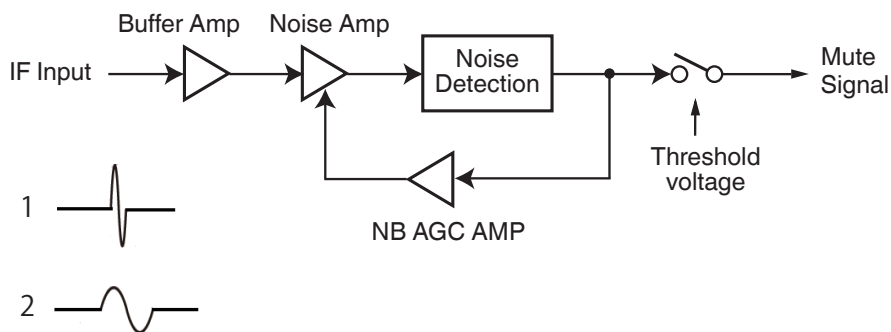 Buffer Amp
Noise Amp
IF Input
Noise
Detection
Mute
Signal
Threshold
voltage
NB AGC AMP
1
2